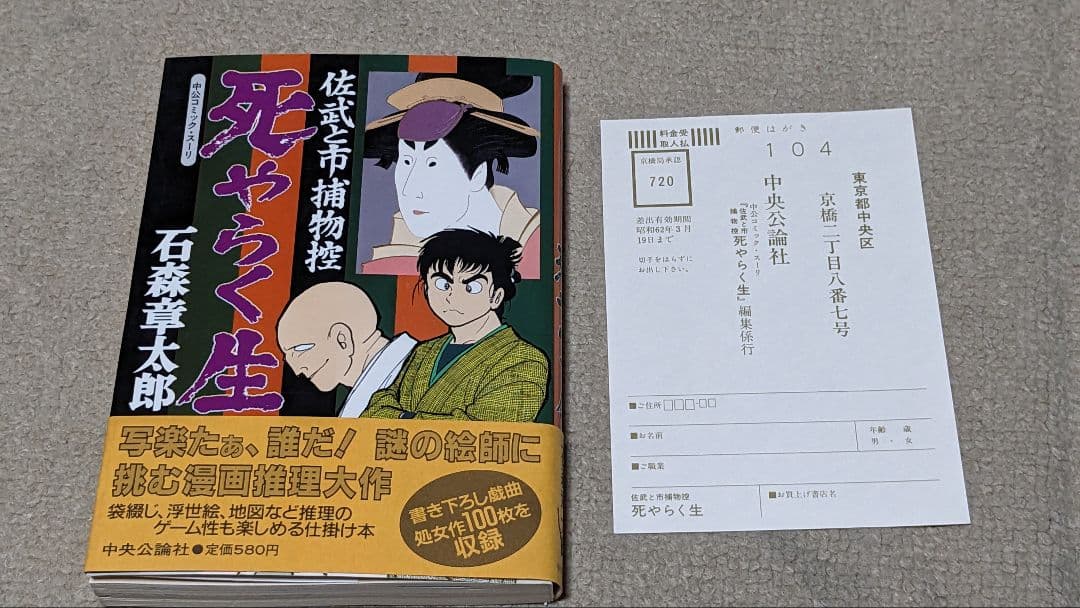 中公コミック・スーリ
佐武と市捕物控
死やらく生
石森章太郎
写楽たぁ、誰だ！ 謎の絵師に
挑む漫画推理大作
袋綴じ、浮世絵、地図など推理の
ゲーム性も楽しめる仕掛け本
中央公論社●定価580円
書き下ろし戯曲
処女作100枚を
収録
料金受
取人払
郵便はがき
104
京橋局承認
720
差出有効期間
昭和62年3月
19日まで
切手をはらずに
お出し下さい。
東京都中央区
京橋二丁目八番七号
中央公論社
中公コミック・スーリ
『佐武と市捕物控 死やらく生』編集係行
■ご住所
■お名前
年齢 歳
男・女
■ご職業
佐武と市捕物控
死やらく生
■お買上げ書店名